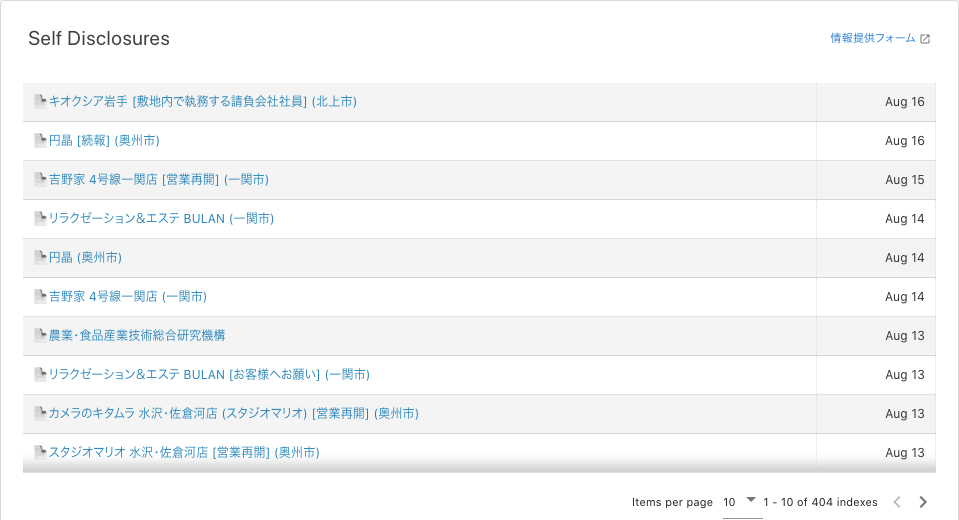 Self Disclosures
情報提供フォーム
キオクシア岩手 [敷地内で執務する請負会社社員] (北上市) Aug 16
円晶 [続報] (奥州市) Aug 16
吉野家 4号線一関店 [営業再開] (一関市) Aug 15
リラクゼーション＆エステ BULAN (一関市) Aug 14
円晶 (奥州市) Aug 14
吉野家 4号線一関店 (一関市) Aug 14
農業・食品産業技術総合研究機構 Aug 13
リラクゼーション＆エステ BULAN [お客様へお願い] (一関市) Aug 13
カメラのキタムラ 水沢・佐倉河店 (スタジオマリオ) [営業再開] (奥州市) Aug 13
スタジオマリオ 水沢・佐倉河店 [営業再開] (奥州市) Aug 13
Items per page 10 1 - 10 of 404 indexes